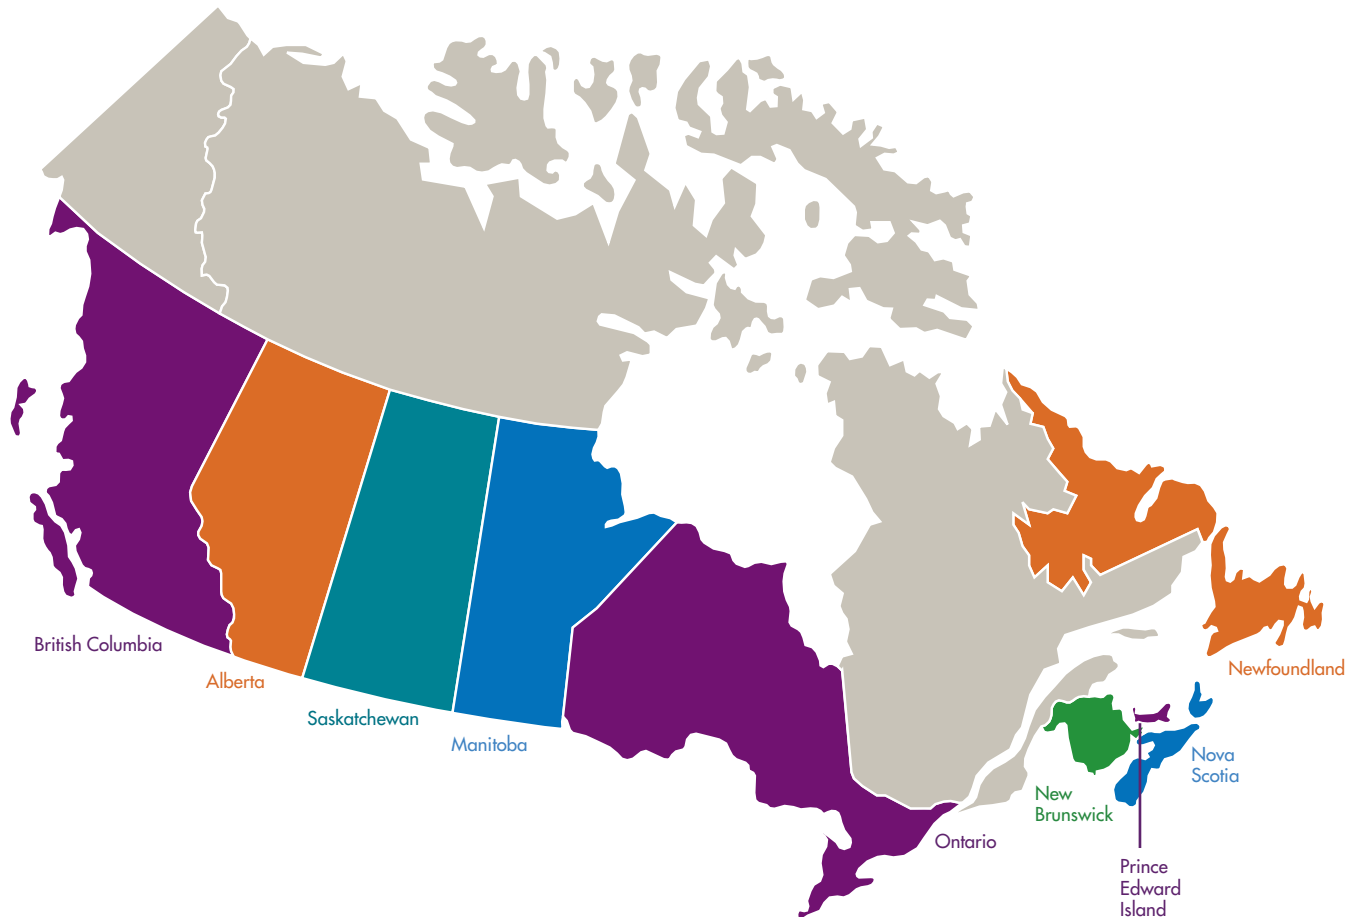 British Columbia
Alberta
Saskatchewan
Manitoba
Ontario
New
Brunswick
Prince
Edward
Island
Nova
Scotia
Newfoundland